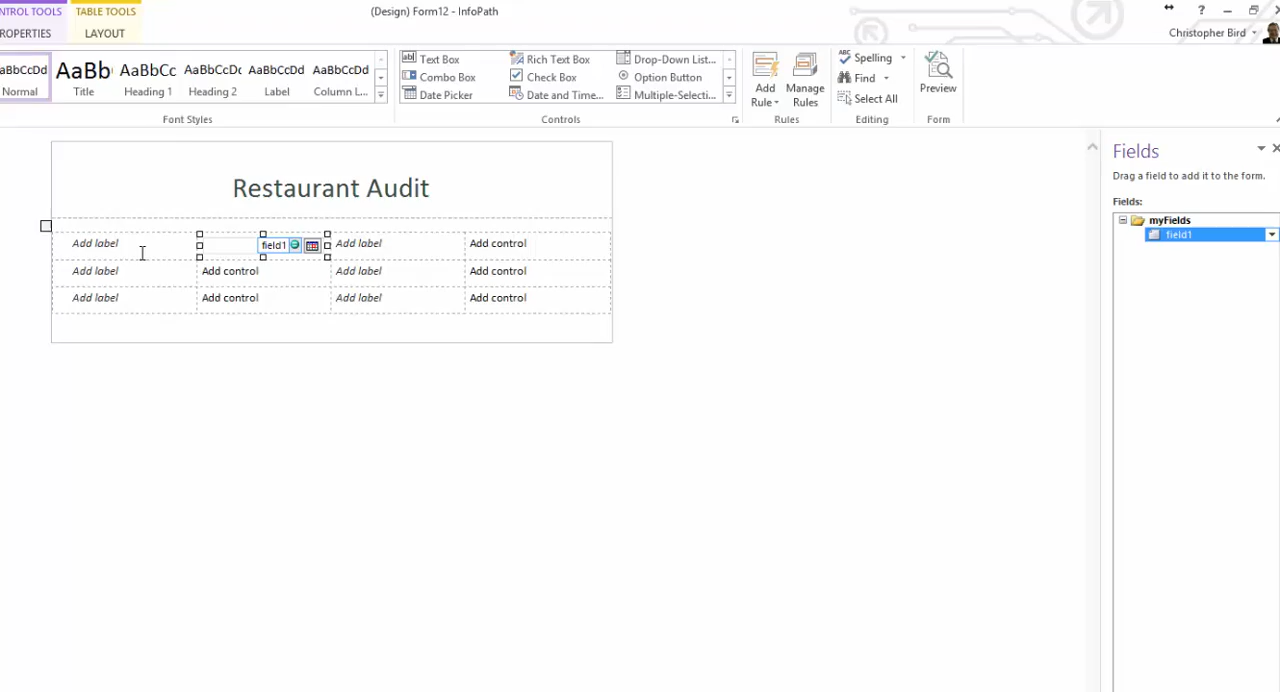 NTROL TOOLS TABLE TOOLS (Design) Form12 - InfoPath ?
ROPERTIES LAYOUT Christopher Bird
aBbCcDd AaBb AaBbCc AaBbCcDc AaBbCcDd AaBbCcDd
Normal Title Heading 1 Heading 2 Label Column L...
Font Styles
Text Box Rich Text Box Drop-Down List...
Combo Box Check Box Option Button
Date Picker Date and Time... Multiple-Selecti...
Controls
Add Rule Manage Rules
Rules
Spelling
Find
Select All
Editing
Preview
Form
Restaurant Audit
Add label field1 Add label Add control
Add label Add control Add label Add control
Add label Add control Add label Add control
Fields
Drag a field to add it to the form.
Fields:
myFields
field1